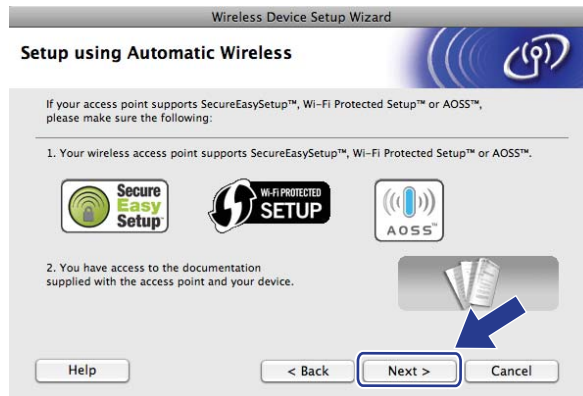 Wireless Device Setup Wizard
Setup using Automatic Wireless
If your access point supports SecureEasySetup™, Wi-Fi Protected Setup™ or AOSS™,
please make sure the following:
1. Your wireless access point supports SecureEasySetup™, Wi-Fi Protected Setup™ or AOSS™.
Secure
Easy
Setup™
Wi-Fi PROTECTED
SETUP
AOSS™
2. You have access to the documentation
supplied with the access point and your device.
Help
< Back
Next >
Cancel